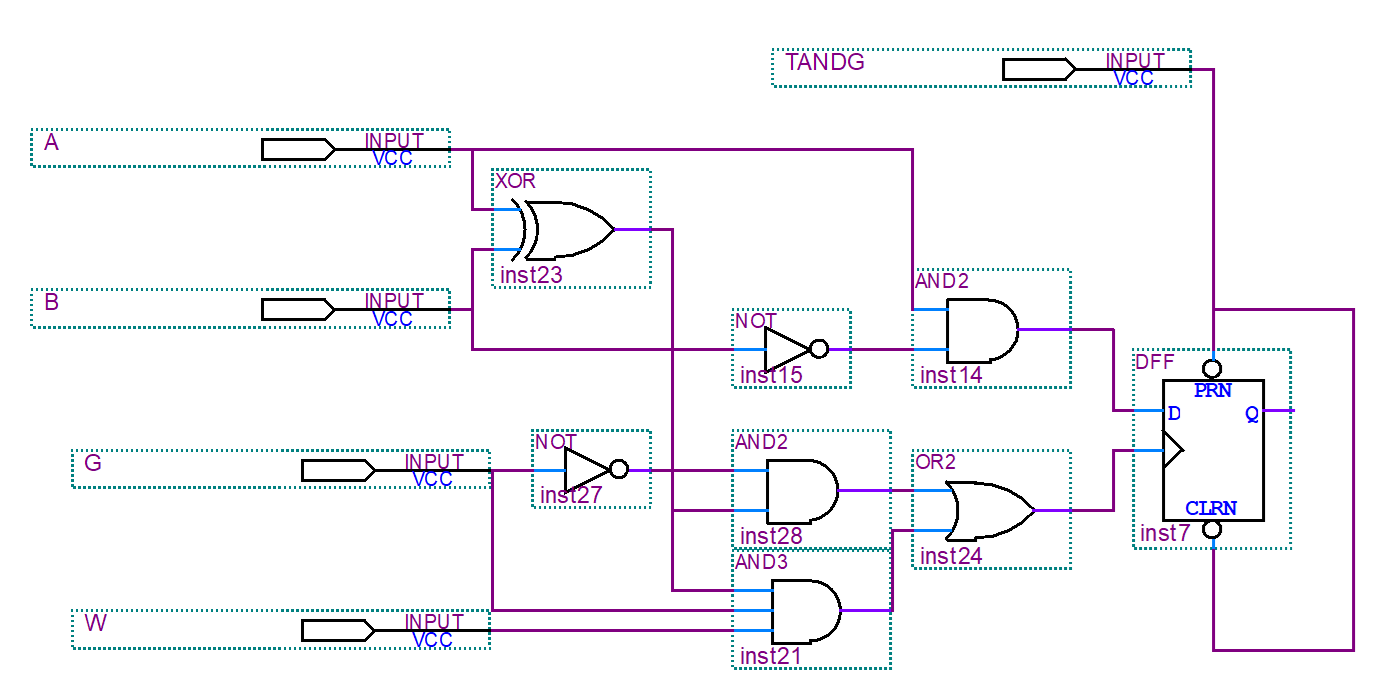 TANDG
INPUT
VCC
A
INPUT
VCC
XOR
inst23
B
INPUT
VCC
AND2
inst14
NOT
inst15
DFF
PRN
D
Q
CLRN
inst7
G
INPUT
VCC
NOT
inst27
AND2
inst28
OR2
inst24
AND3
inst21
W
INPUT
VCC